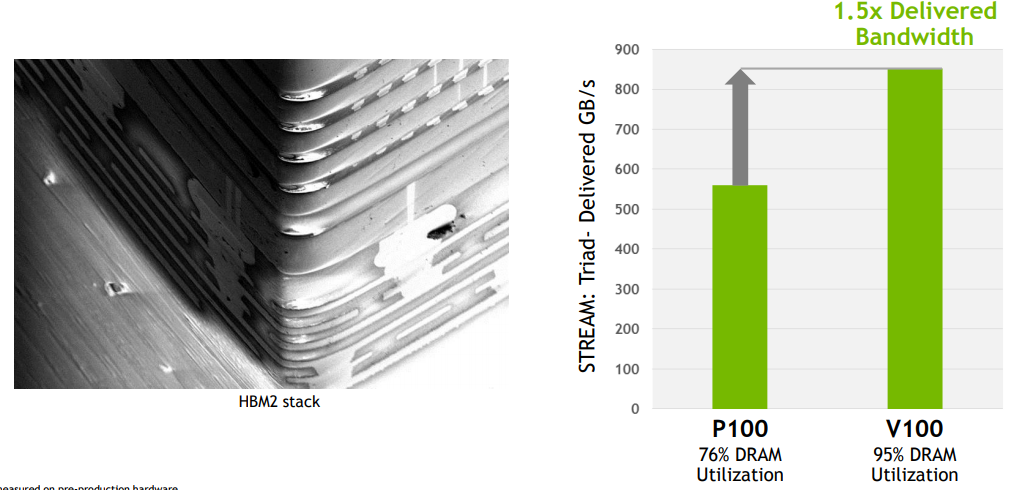 1.5x Delivered
Bandwidth
STREAM: Triad- Delivered GB/s
900
800
700
600
500
400
300
200
100
0
P100
V100
76% DRAM
Utilization
95% DRAM
Utilization
HBM2 stack
measured on pre-production hardware